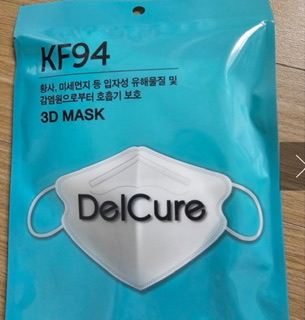 KF94
황사, 미세먼지 등 입자성 유해물질 및
감염원으로부터 호흡기 보호
3D MASK
DelCure